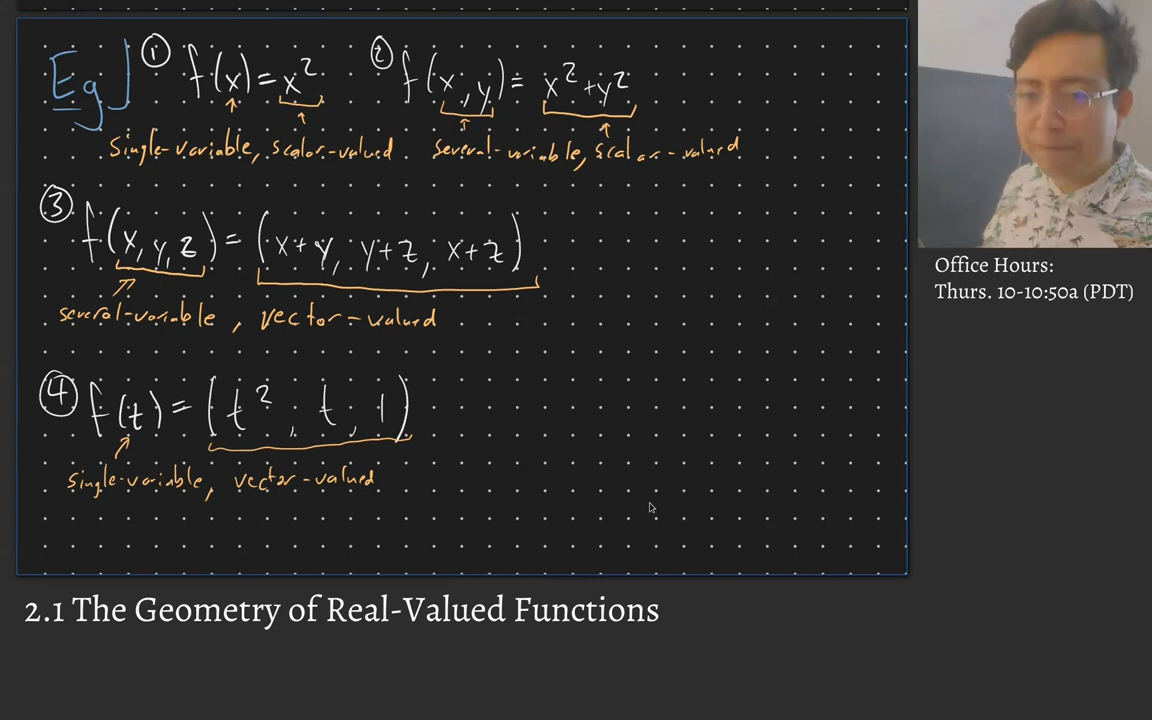 Eg] ① f(x) = x² ② f(x,y) = x²+y²
single-variable, scalar-valued several-variable, scalar-valued
③ f(x,y,z) = (x+y, y+z, x+z)
several-variable, vector-valued
④ f(t) = (t², t, 1)
single-variable, vector-valued
Office Hours:
Thurs. 10-10:50a (PDT)
2.1 The Geometry of Real-Valued Functions